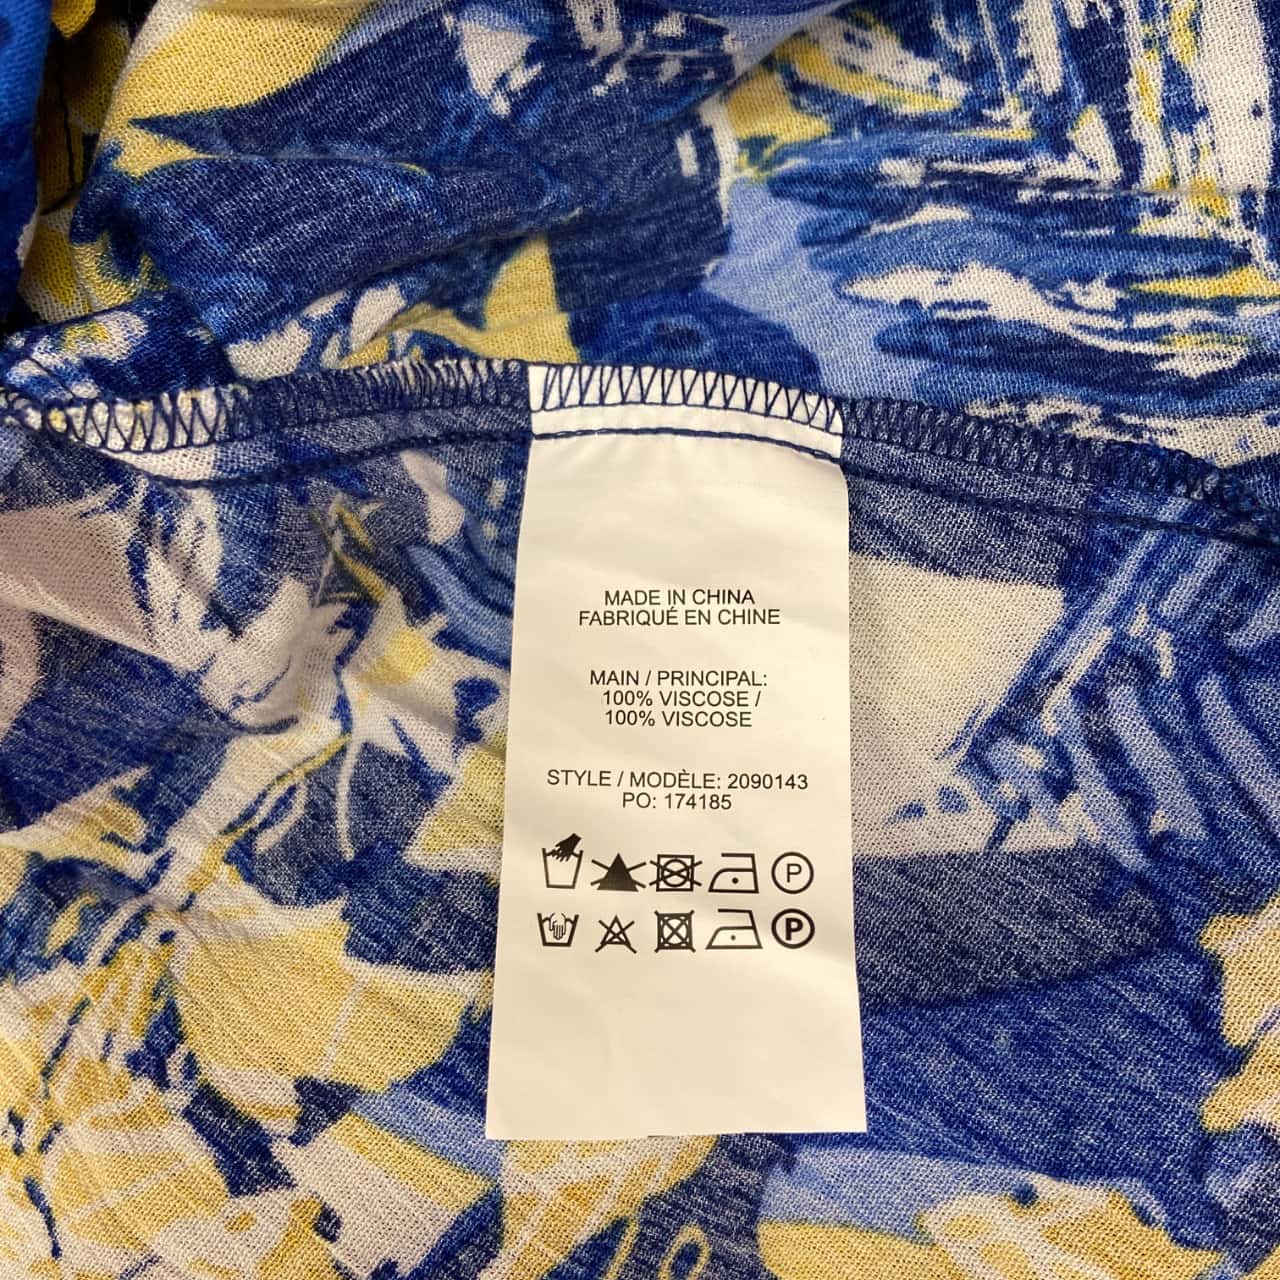 MADE IN CHINA
FABRIQUÉ EN CHINE
MAIN / PRINCIPAL:
100% VISCOSE /
100% VISCOSE
STYLE / MODÈLE: 2090143
PO: 174185
P
P